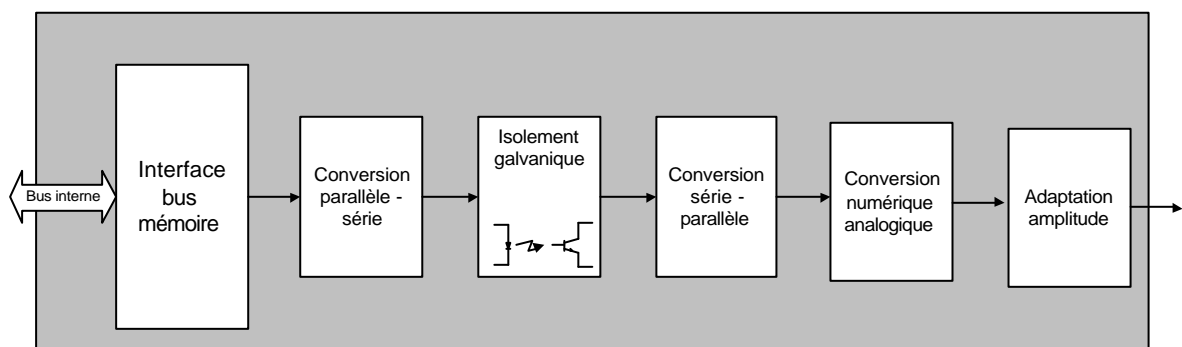 Bus interne
Interface
bus
mémoire
Conversion
parallèle -
série
Isolement
galvanique
Conversion
série -
parallèle
Conversion
numérique
analogique
Adaptation
amplitude